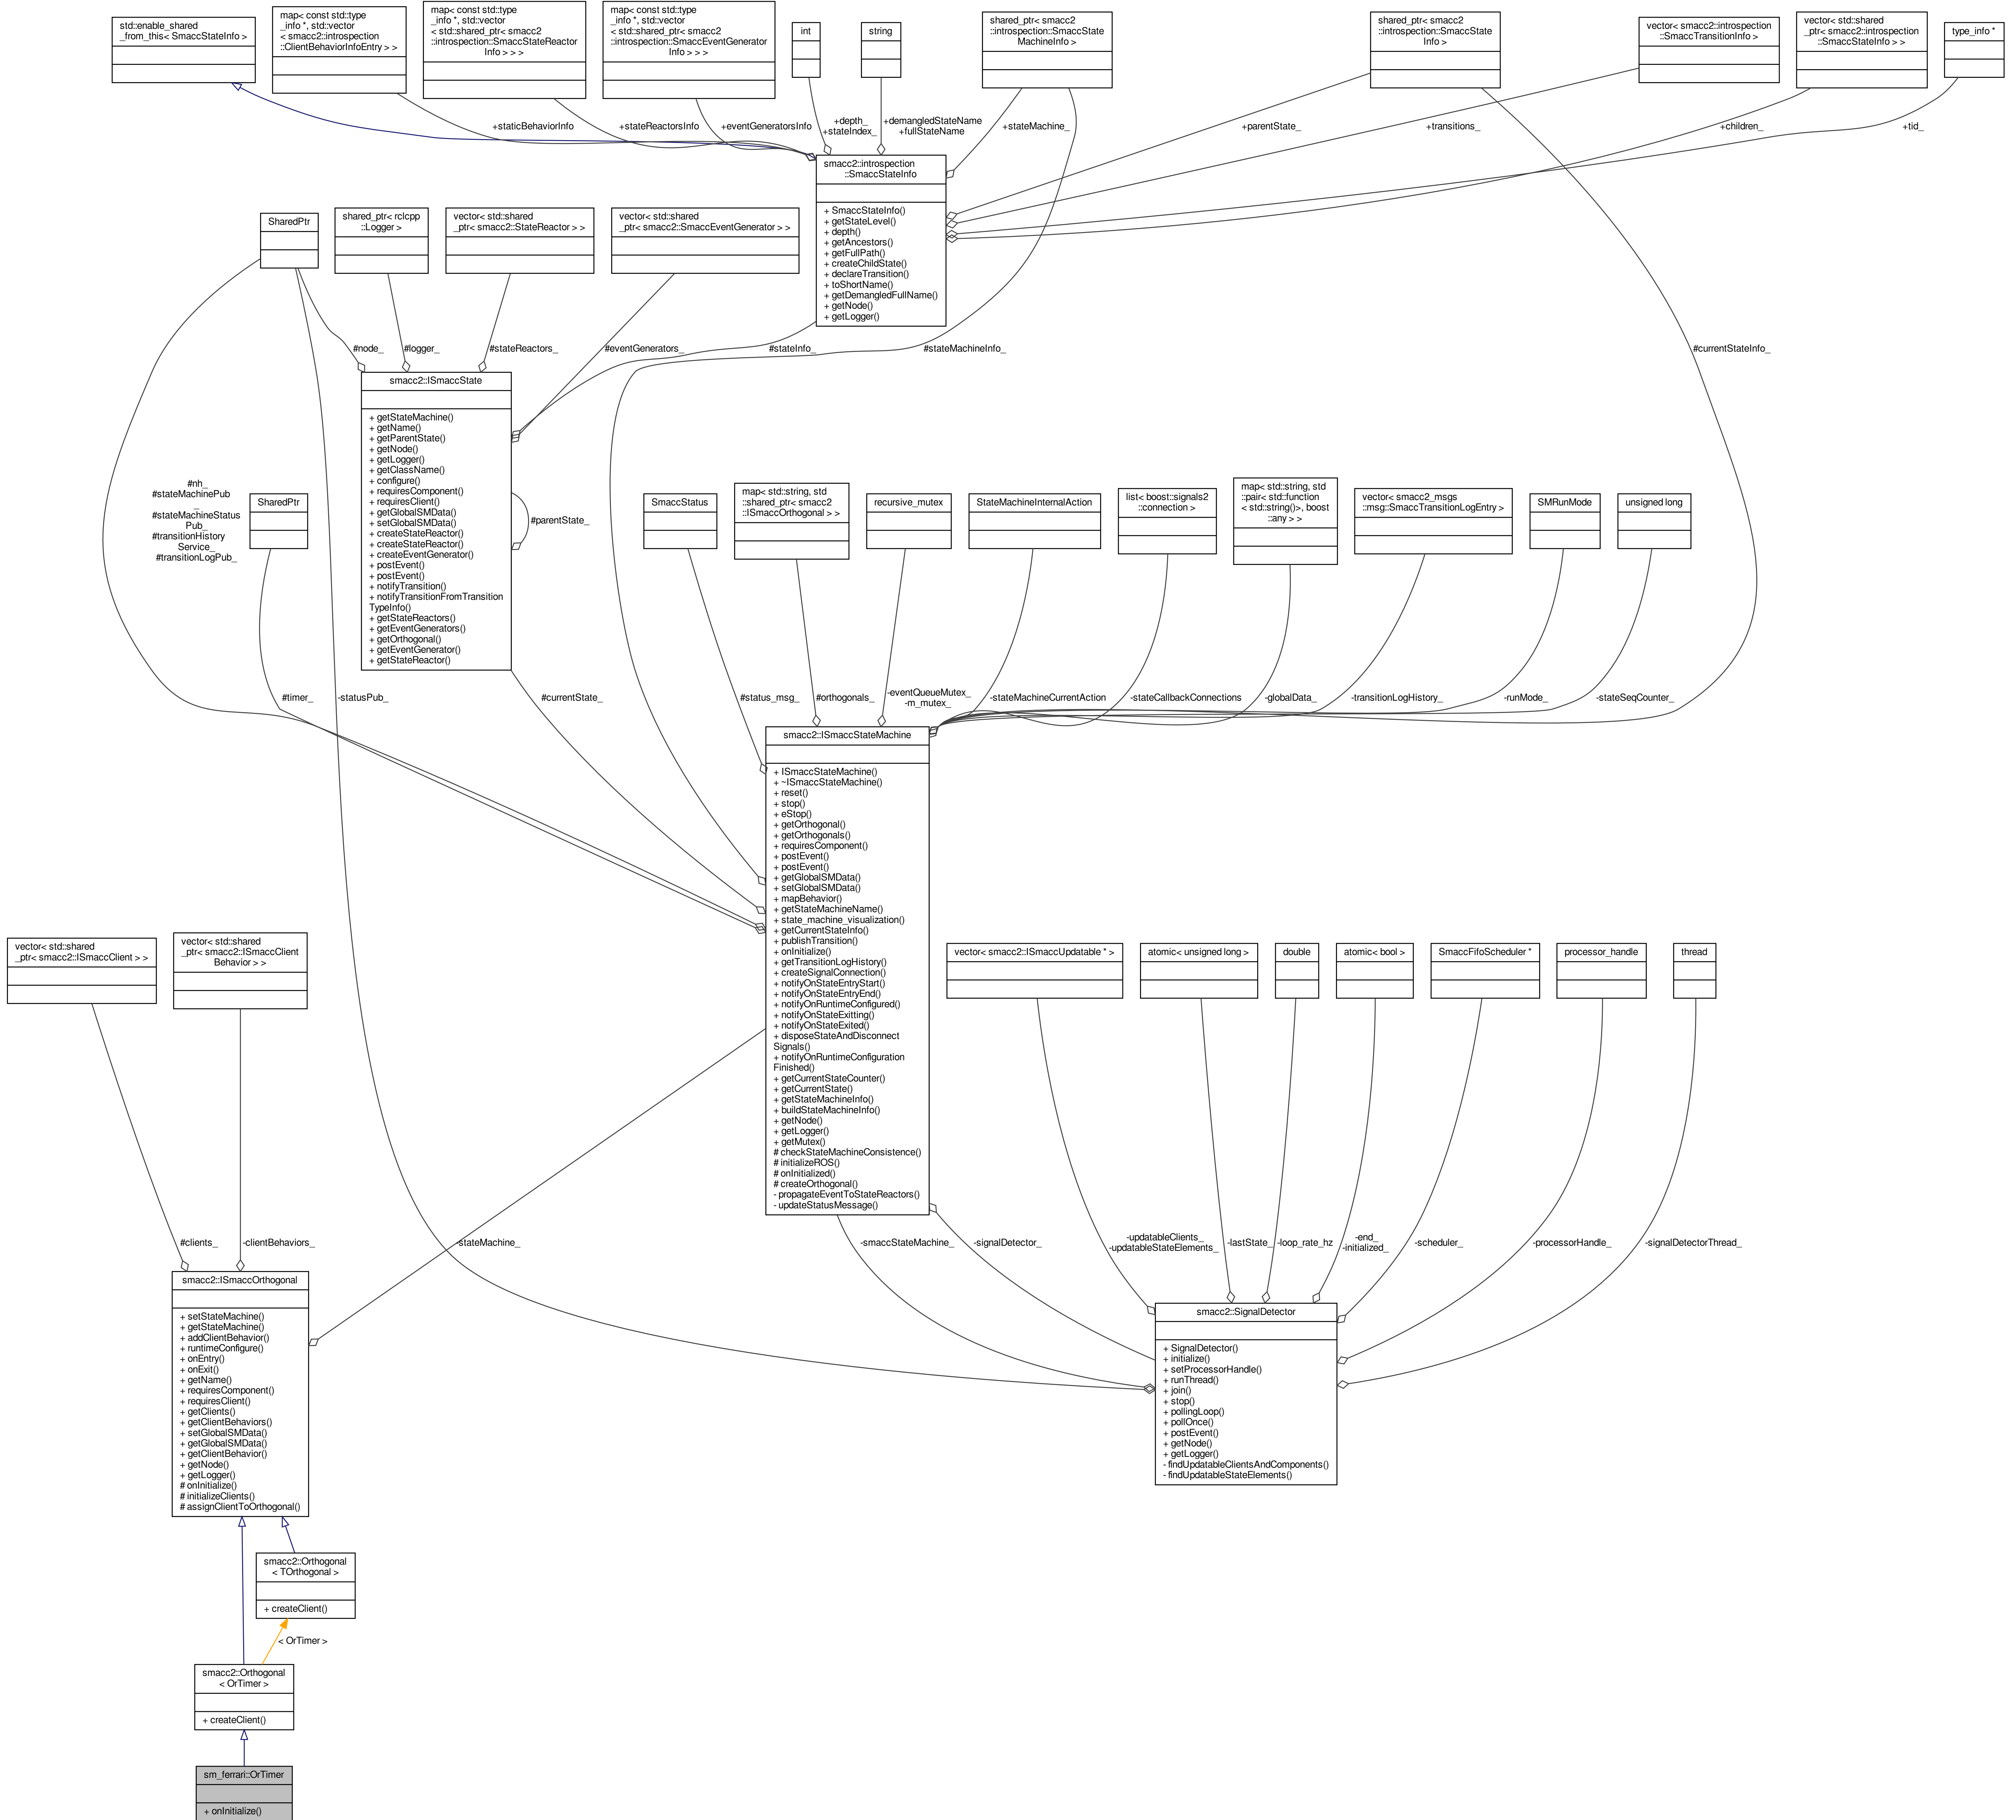 std::enable_shared
_from_this< SmaccStateInfo >
map< const std::type
_info *, std::vector
< smacc2::introspection
::ClientBehaviorInfoEntry > >
map< const std::type
_info *, std::vector
< std::shared_ptr< smacc2
::introspection::SmaccStateReactor
Info > > >
map< const std::type
_info *, std::vector
< std::shared_ptr< smacc2
::introspection::SmaccEventGenerator
Info > > >
int
string
shared_ptr< smacc2
::introspection::SmaccState
MachineInfo >
shared_ptr< smacc2
::introspection::SmaccState
Info >
vector< smacc2::introspection
::SmaccTransitionInfo >
vector< std::shared
_ptr< smacc2::introspection
::SmaccStateInfo > >
type_info *
+staticBehaviorInfo
+stateReactorsInfo
+eventGeneratorsInfo
+depth_
+stateIndex_
+demangledStateName
+fullStateName
+stateMachine_
+parentState_
+transitions_
+children_
+tid_
smacc2::introspection
::SmaccStateInfo
+ SmaccStateInfo()
+ getStateLevel()
+ depth()
+ getAncestors()
+ getFullPath()
+ createChildState()
+ declareTransition()
+ toShortName()
+ getDemangledFullName()
+ getNode()
+ getLogger()
SharedPtr
shared_ptr< rclcpp
::Logger >
vector< std::shared
_ptr< smacc2::StateReactor > >
vector< std::shared
_ptr< smacc2::SmaccEventGenerator > >
#node_
#logger_
#stateReactors_
#eventGenerators_
#stateInfo_
#stateMachineInfo_
#currentStateInfo_
smacc2::ISmaccState
+ getStateMachine()
+ getName()
+ getParentState()
+ getNode()
+ getLogger()
+ getClassName()
+ configure()
+ requiresComponent()
+ requiresClient()
+ getGlobalSMData()
+ setGlobalSMData()
+ createStateReactor()
+ createStateReactor()
+ createEventGenerator()
+ postEvent()
+ postEvent()
+ notifyTransition()
+ notifyTransitionFromTransition
TypeInfo()
+ getStateReactors()
+ getEventGenerators()
+ getOrthogonal()
+ getEventGenerator()
+ getStateReactor()
#parentState_
#nh_
#stateMachinePub
_
#stateMachineStatus
Pub_
#transitionHistory
Service_
#transitionLogPub_
SharedPtr
SmaccStatus
map< std::string, std
::shared_ptr< smacc2
::ISmaccOrthogonal > >
recursive_mutex
StateMachineInternalAction
list< boost::signals2
::connection >
map< std::string, std
::pair< std::function
< std::string()>, boost
::any > >
vector< smacc2_msgs
::msg::SmaccTransitionLogEntry >
SMRunMode
unsigned long
#timer_
-statusPub_
#currentState_
#status_msg_
#orthogonals_
-eventQueueMutex_
-m_mutex_
-stateMachineCurrentAction
-stateCallbackConnections
-globalData_
-transitionLogHistory_
-runMode_
-stateSeqCounter_
smacc2::ISmaccStateMachine
+ ISmaccStateMachine()
+ ~ISmaccStateMachine()
+ reset()
+ stop()
+ eStop()
+ getOrthogonal()
+ getOrthogonals()
+ requiresComponent()
+ postEvent()
+ postEvent()
+ getGlobalSMData()
+ setGlobalSMData()
+ mapBehavior()
+ getStateMachineName()
+ state_machine_visualization()
+ getCurrentStateInfo()
+ publishTransition()
+ onInitialize()
+ getTransitionLogHistory()
+ createSignalConnection()
+ notifyOnStateEntryStart()
+ notifyOnStateEntryEnd()
+ notifyOnRuntimeConfigured()
+ notifyOnStateExitting()
+ notifyOnStateExited()
+ disposeStateAndDisconnect
Signals()
+ notifyOnRuntimeConfiguration
Finished()
+ getCurrentStateCounter()
+ getCurrentState()
+ getStateMachineInfo()
+ buildStateMachineInfo()
+ getNode()
+ getLogger()
+ getMutex()
# checkStateMachineConsistence()
# initializeROS()
# onInitialized()
# createOrthogonal()
- propagateEventToStateReactors()
- updateStatusMessage()
vector< std::shared
_ptr< smacc2::ISmaccClient > >
vector< std::shared
_ptr< smacc2::ISmaccClient
Behavior > >
vector< smacc2::ISmaccUpdatable * >
atomic< unsigned long >
double
atomic< bool >
SmaccFifoScheduler *
processor_handle
thread
#clients_
-clientBehaviors_
-stateMachine_
-smaccStateMachine_
-signalDetector_
-updatableClients_
-updatableStateElements_
-lastState_
-loop_rate_hz
-end_
-initialized_
-scheduler_
-processorHandle_
-signalDetectorThread_
smacc2::ISmaccOrthogonal
+ setStateMachine()
+ getStateMachine()
+ addClientBehavior()
+ runtimeConfigure()
+ onEntry()
+ onExit()
+ getName()
+ requiresComponent()
+ requiresClient()
+ getClients()
+ getClientBehaviors()
+ setGlobalSMData()
+ getGlobalSMData()
+ getClientBehavior()
+ getNode()
+ getLogger()
# onInitialize()
# initializeClients()
# assignClientToOrthogonal()
smacc2::SignalDetector
+ SignalDetector()
+ initialize()
+ setProcessorHandle()
+ runThread()
+ join()
+ stop()
+ pollingLoop()
+ pollOnce()
+ postEvent()
+ getNode()
+ getLogger()
- findUpdatableClientsAndComponents()
- findUpdatableStateElements()
smacc2::Orthogonal
< TOrthogonal >
+ createClient()
< OrTimer >
smacc2::Orthogonal
< OrTimer >
+ createClient()
sm_ferrari::OrTimer
+ onInitialize()